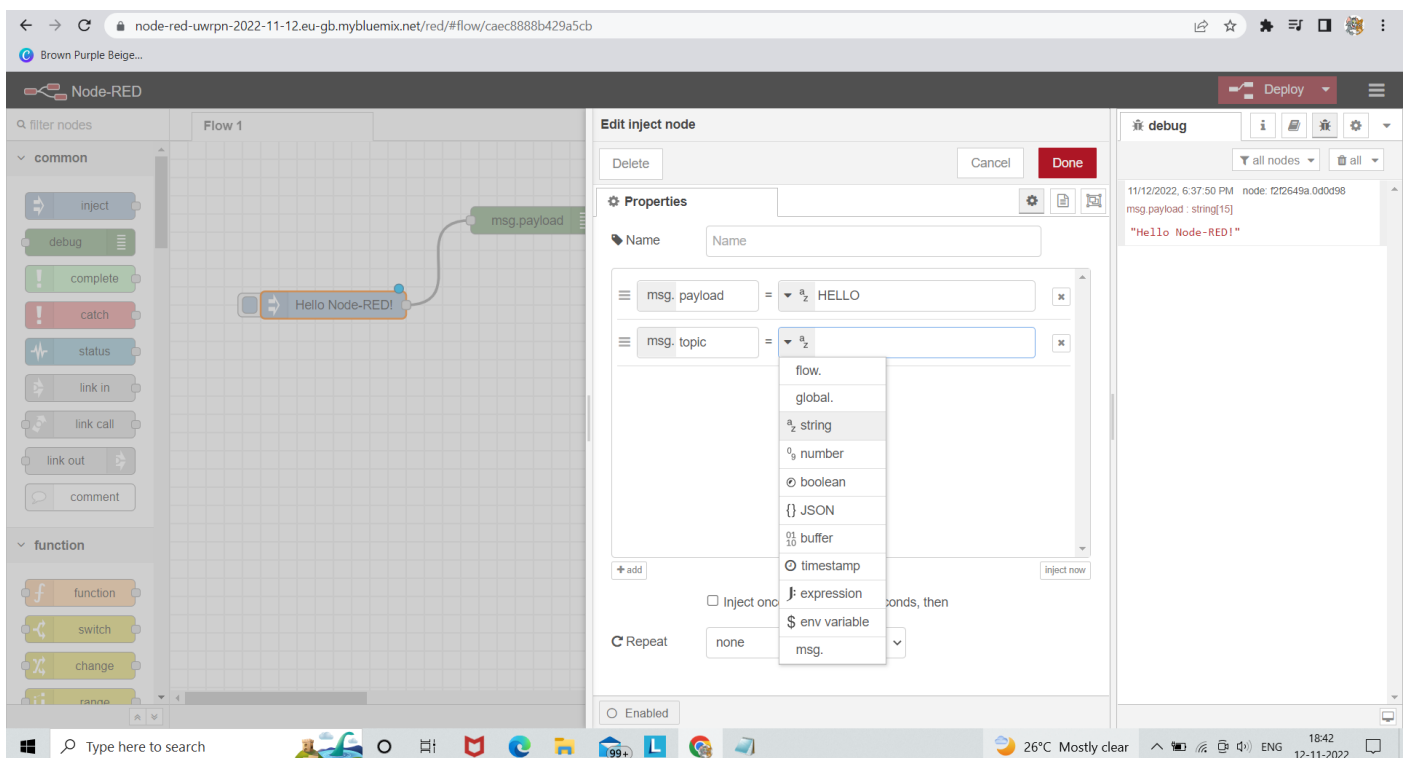 node-red-uwrpn-2022-11-12.eu-gb.mybluemix.net/red/#flow/caec8888b429a5cb
Brown Purple Beige...
Node-RED
Deploy
filter nodes
Flow 1
common
inject
debug
complete
catch
status
link in
link call
link out
comment
function
function
switch
change
range
msg.payload
Hello Node-RED!
Edit inject node
Delete
Cancel
Done
Properties
Name
Name
msg. payload = az HELLO
msg. topic = az
flow.
global.
az string
09 number
boolean
{} JSON
0110 buffer
timestamp
J: expression
$ env variable
msg.
+ add
inject now
Inject onc onds, then
Repeat
none
Enabled
debug
i
all nodes
all
11/12/2022, 6:37:50 PM node: f2f2649a.0d0d98
msg.payload : string[15]
"Hello Node-RED!"
Type here to search
99+
L
26°C Mostly clear
ENG
18:42
12-11-2022